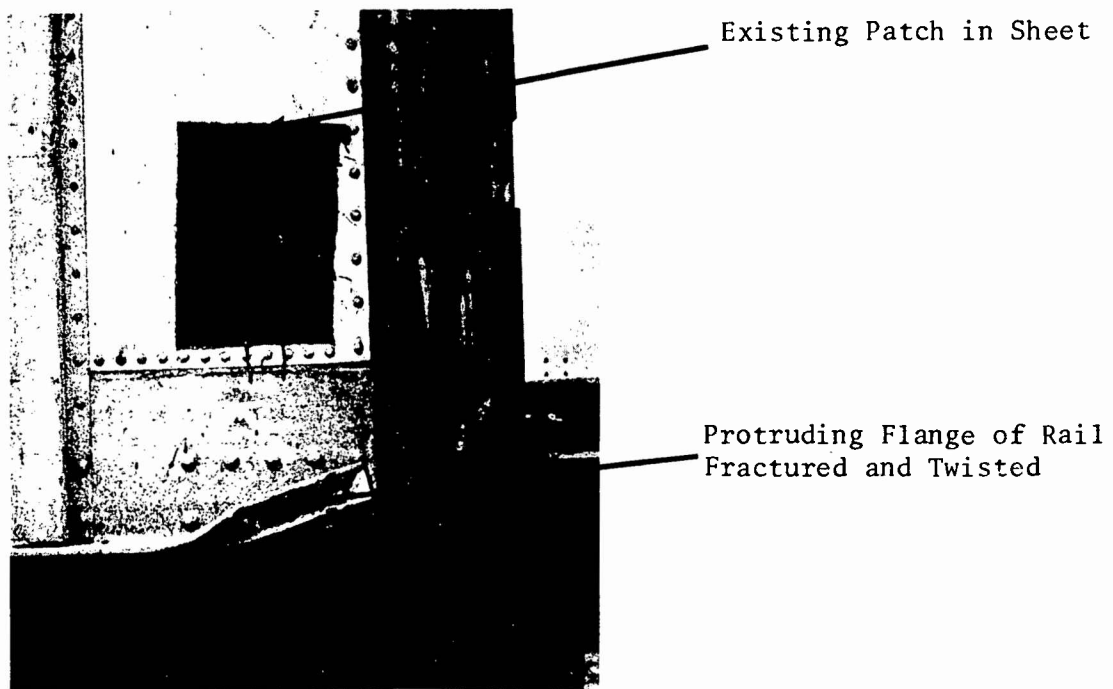 Existing Patch in Sheet
Protruding Flange of Rail
Fractured and Twisted